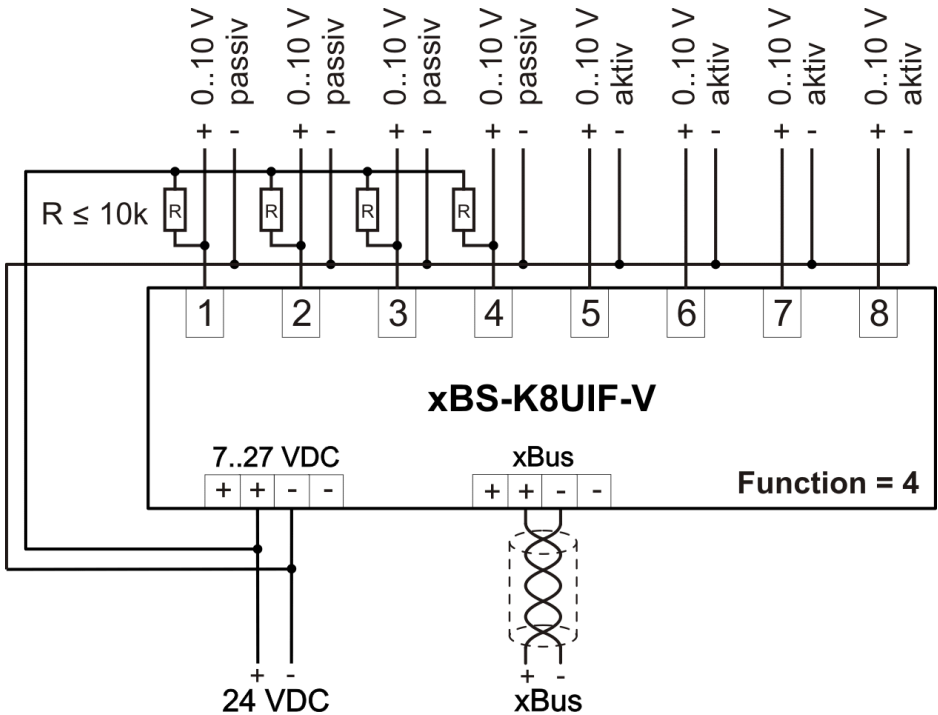 0..10 V passiv
0..10 V passiv
0..10 V passiv
0..10 V passiv
0..10 V aktiv
0..10 V aktiv
0..10 V aktiv
0..10 V aktiv
+ - + - + - + - + - + - + - + -
R ≤ 10k R R R R
1 2 3 4 5 6 7 8
xBS-K8UIF-V
7..27 VDC xBus
+ + - - + + - -
Function = 4
+ - + -
24 VDC xBus